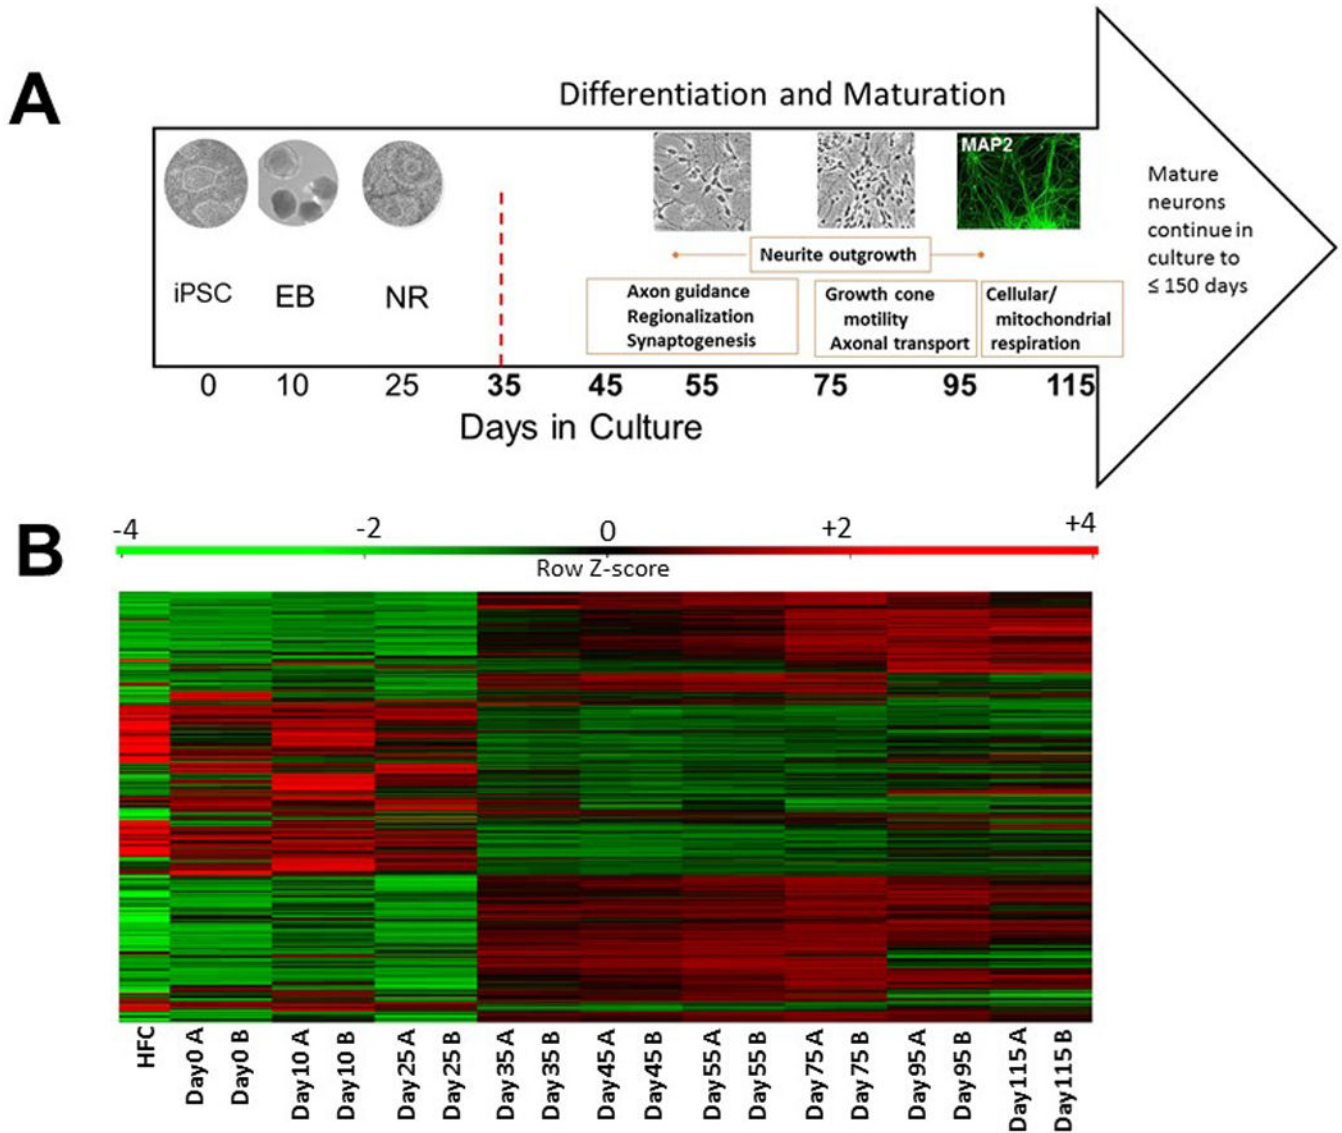 A
Differentiation and Maturation
MAP2
Mature
neurons
continue in
culture to
≤ 150 days
Neurite outgrowth
iPSC EB NR
Axon guidance
Regionalization
Synaptogenesis
Growth cone
motility
Axonal transport
Cellular/
mitochondrial
respiration
0 10 25 35 45 55 75 95 115
Days in Culture
B
-4 -2 0 +2 +4
Row Z-score
HFC
Day0 A
Day0 B
Day10 A
Day10 B
Day25 A
Day25 B
Day35 A
Day35 B
Day45 A
Day45 B
Day55 A
Day55 B
Day75 A
Day75 B
Day95 A
Day95 B
Day115 A
Day115 B